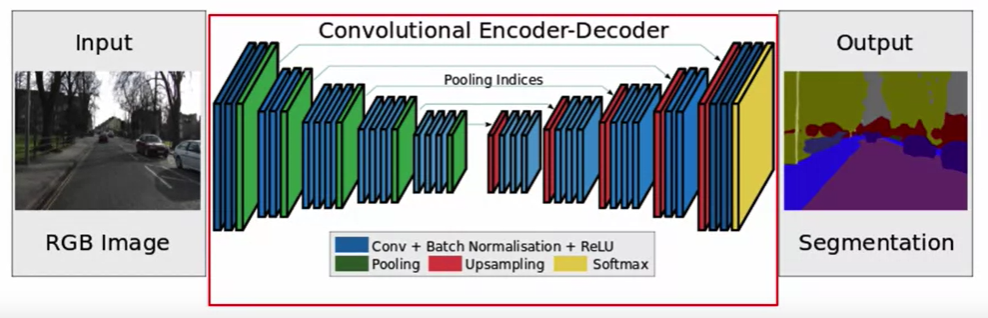 Input
RGB Image
Convolutional Encoder-Decoder
Pooling Indices
Conv + Batch Normalisation + ReLU
Pooling Upsampling Softmax
Output
Segmentation